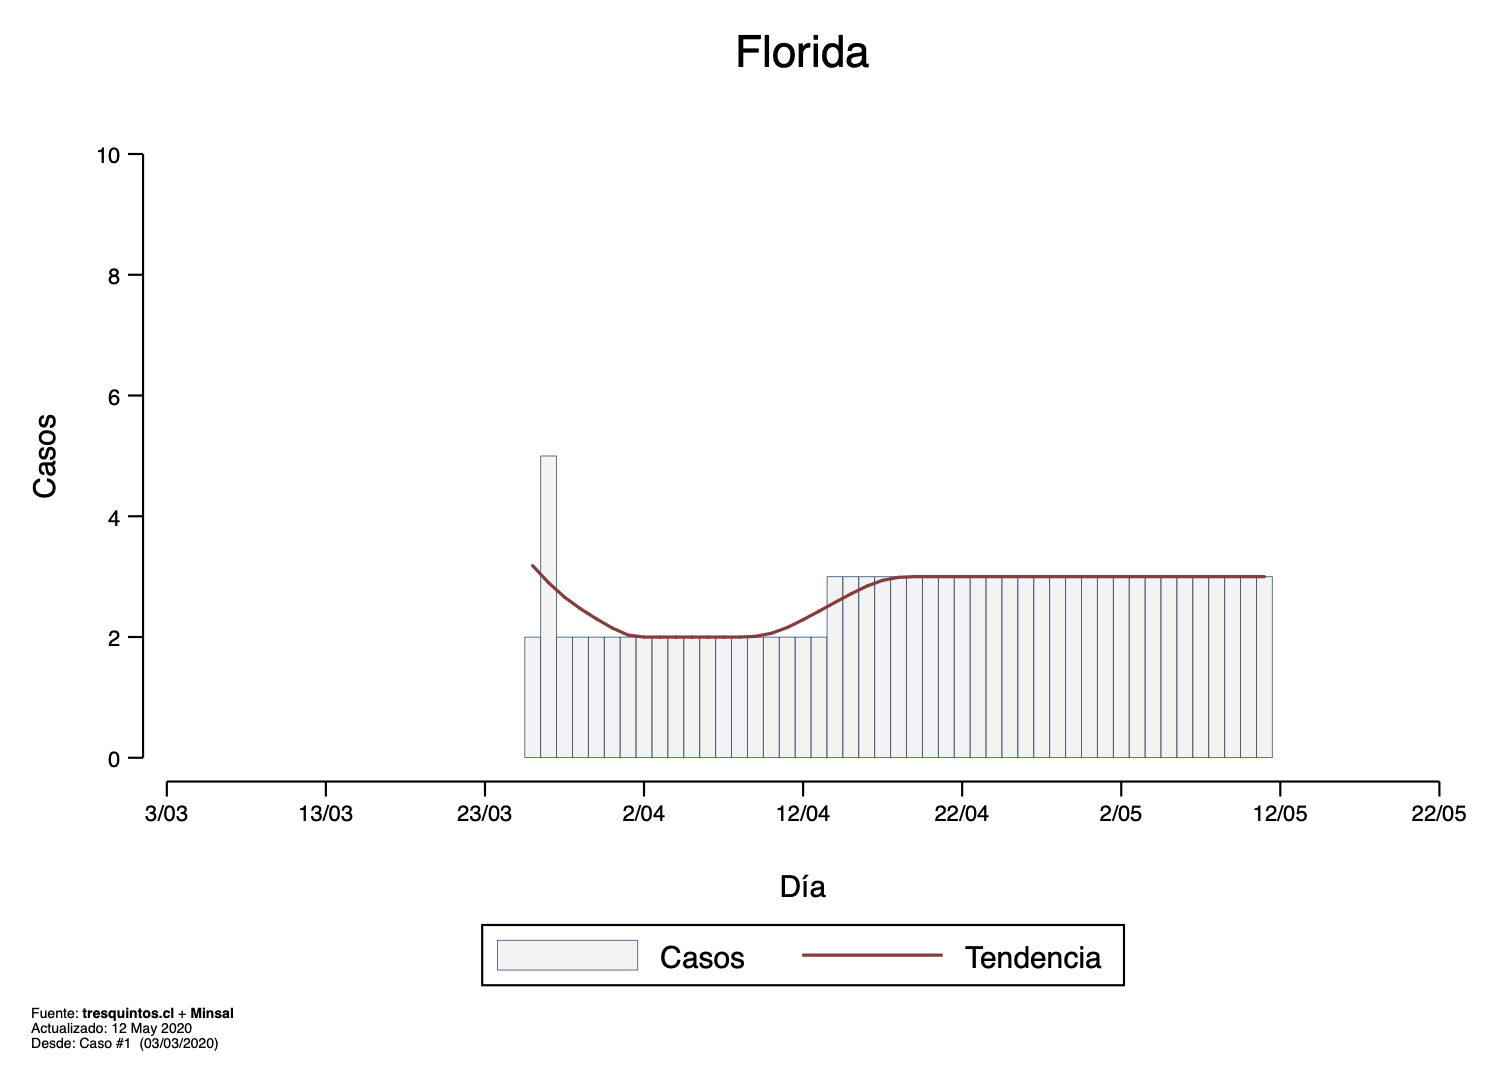 Florida
10
8
6
4
2
0
Casos
3/03 13/03 23/03 2/04 12/04 22/04 2/05 12/05 22/05
Día
Casos Tendencia
Fuente: tresquintos.cl + Minsal
Actualizado: 12 May 2020
Desde: Caso #1 (03/03/2020)